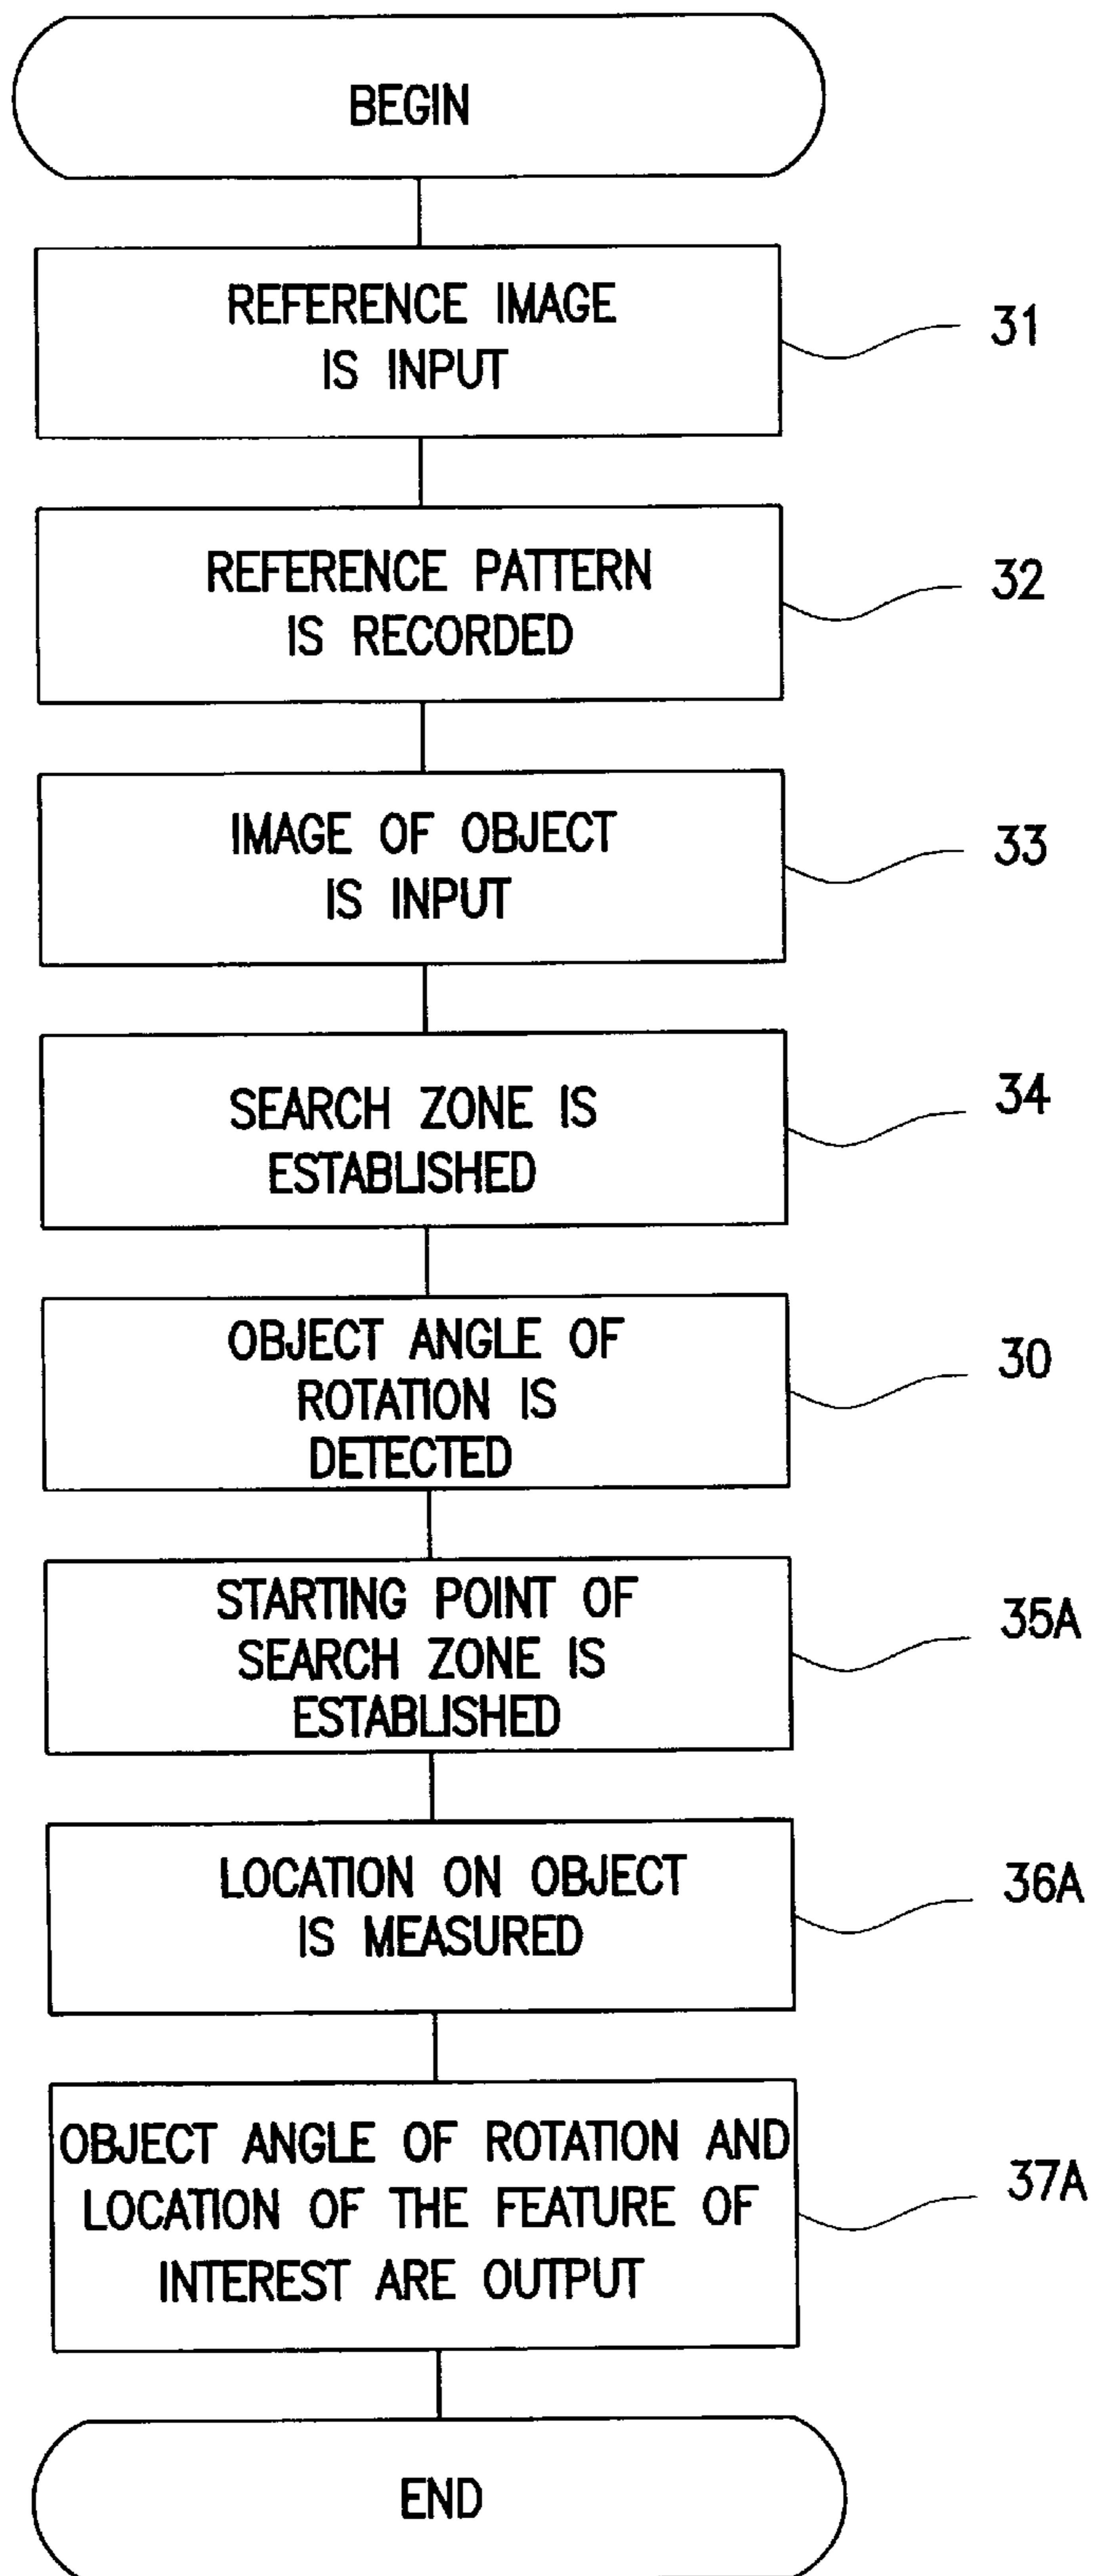 BEGIN
REFERENCE IMAGE
IS INPUT
31
REFERENCE PATTERN
IS RECORDED
32
IMAGE OF OBJECT
IS INPUT
33
SEARCH ZONE IS
ESTABLISHED
34
OBJECT ANGLE OF
ROTATION IS
DETECTED
30
STARTING POINT OF
SEARCH ZONE IS
ESTABLISHED
35A
LOCATION ON OBJECT
IS MEASURED
36A
OBJECT ANGLE OF ROTATION AND
LOCATION OF THE FEATURE OF
INTEREST ARE OUTPUT
37A
END